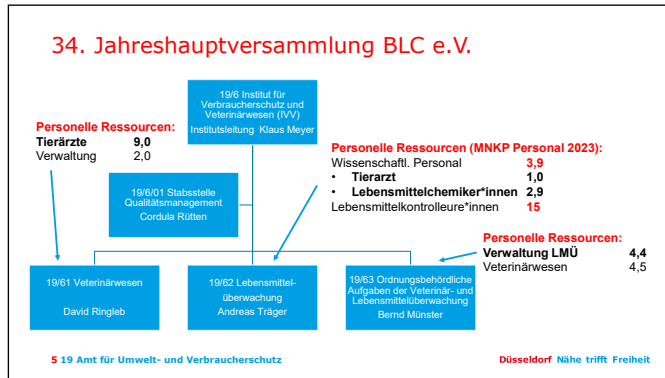 34. Jahreshauptversammlung BLC e.V.
19/6 Institut für
Verbraucherschutz und
Veterinärwesen (IVV)
Institutsleitung Klaus Meyer
Personelle Ressourcen:
Tierärzte 9,0
Verwaltung 2,0
Personelle Ressourcen (MNKP Personal 2023):
Wissenschaftl. Personal 3,9
• Tierarzt 1,0
• Lebensmittelchemiker*innen 2,9
Lebensmittelkontrolleure*innen 15
19/6/01 Stabsstelle
Qualitätsmanagement
Cordula Rütten
Personelle Ressourcen:
Verwaltung LMÜ 4,4
Veterinärwesen 4,5
19/61 Veterinärwesen
David Ringleb
19/62 Lebensmittel-
überwachung
Andreas Träger
19/63 Ordnungsbehördliche
Aufgaben der Veterinär- und
Lebensmittelüberwachung
Bernd Münster
5 19 Amt für Umwelt- und Verbraucherschutz
Düsseldorf Nähe trifft Freiheit